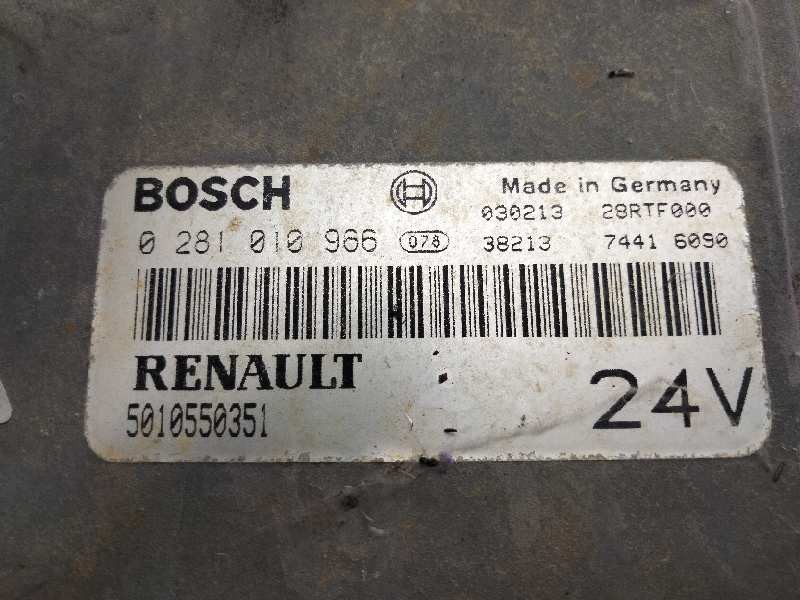 BOSCH Made in Germany
030213 28RTF000
0 281 010 966 078 38213 7441 6090
RENAULT
5010550351
24V